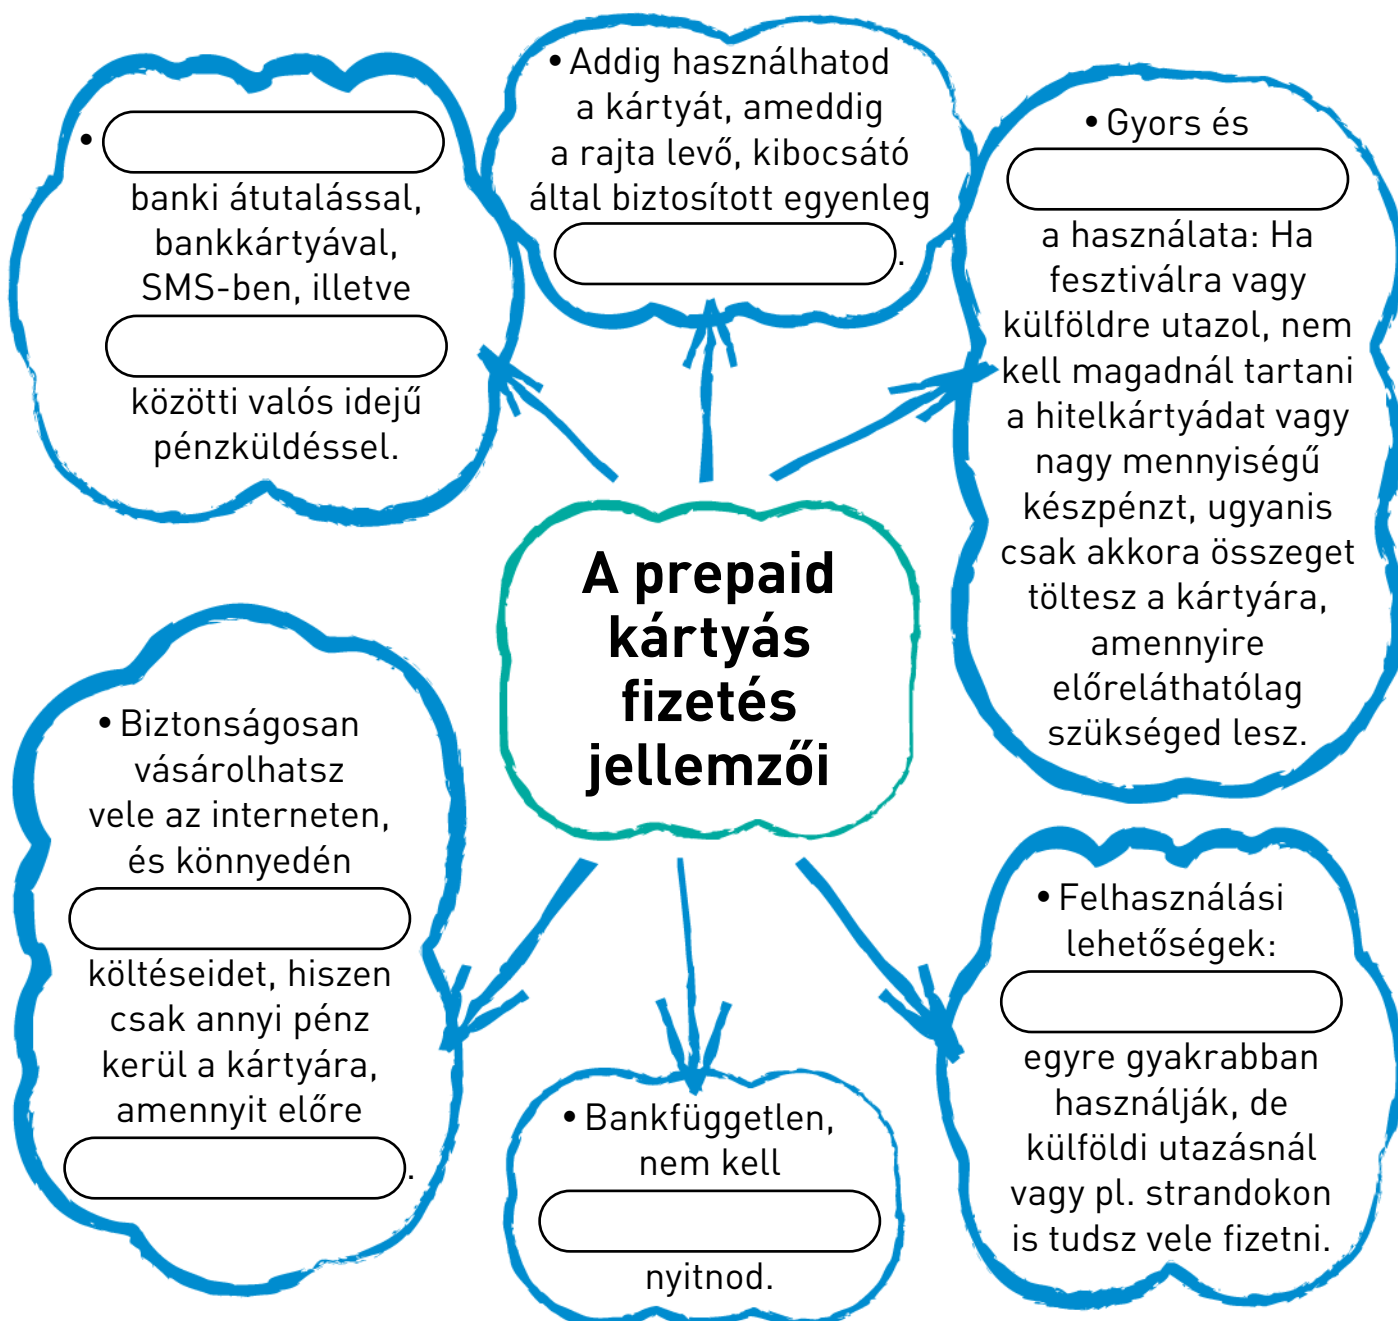 •
banki átutalással,
bankkártyával,
SMS-ben, illetve
közötti valós idejű
pénzküldéssel.
• Addig használhatod
a kártyát, ameddig
a rajta levő, kibocsátó
által biztosított egyenleg
.
• Gyors és
a használata: Ha
fesztiválra vagy
külföldre utazol, nem
kell magadnál tartani
a hitelkártyádat vagy
nagy mennyiségű
készpénzt, ugyanis
csak akkora összeget
töltesz a kártyára,
amennyire
előreláthatólag
szükséged lesz.
A prepaid
kártyás
fizetés
jellemzői
• Biztonságosan
vásárolhatsz
vele az interneten,
és könnyedén
költéseidet, hiszen
csak annyi pénz
kerül a kártyára,
amennyit előre
.
• Bankfüggetlen,
nem kell
nyitnod.
• Felhasználási
lehetőségek:
egyre gyakrabban
használják, de
külföldi utazásnál
vagy pl. strandokon
is tudsz vele fizetni.